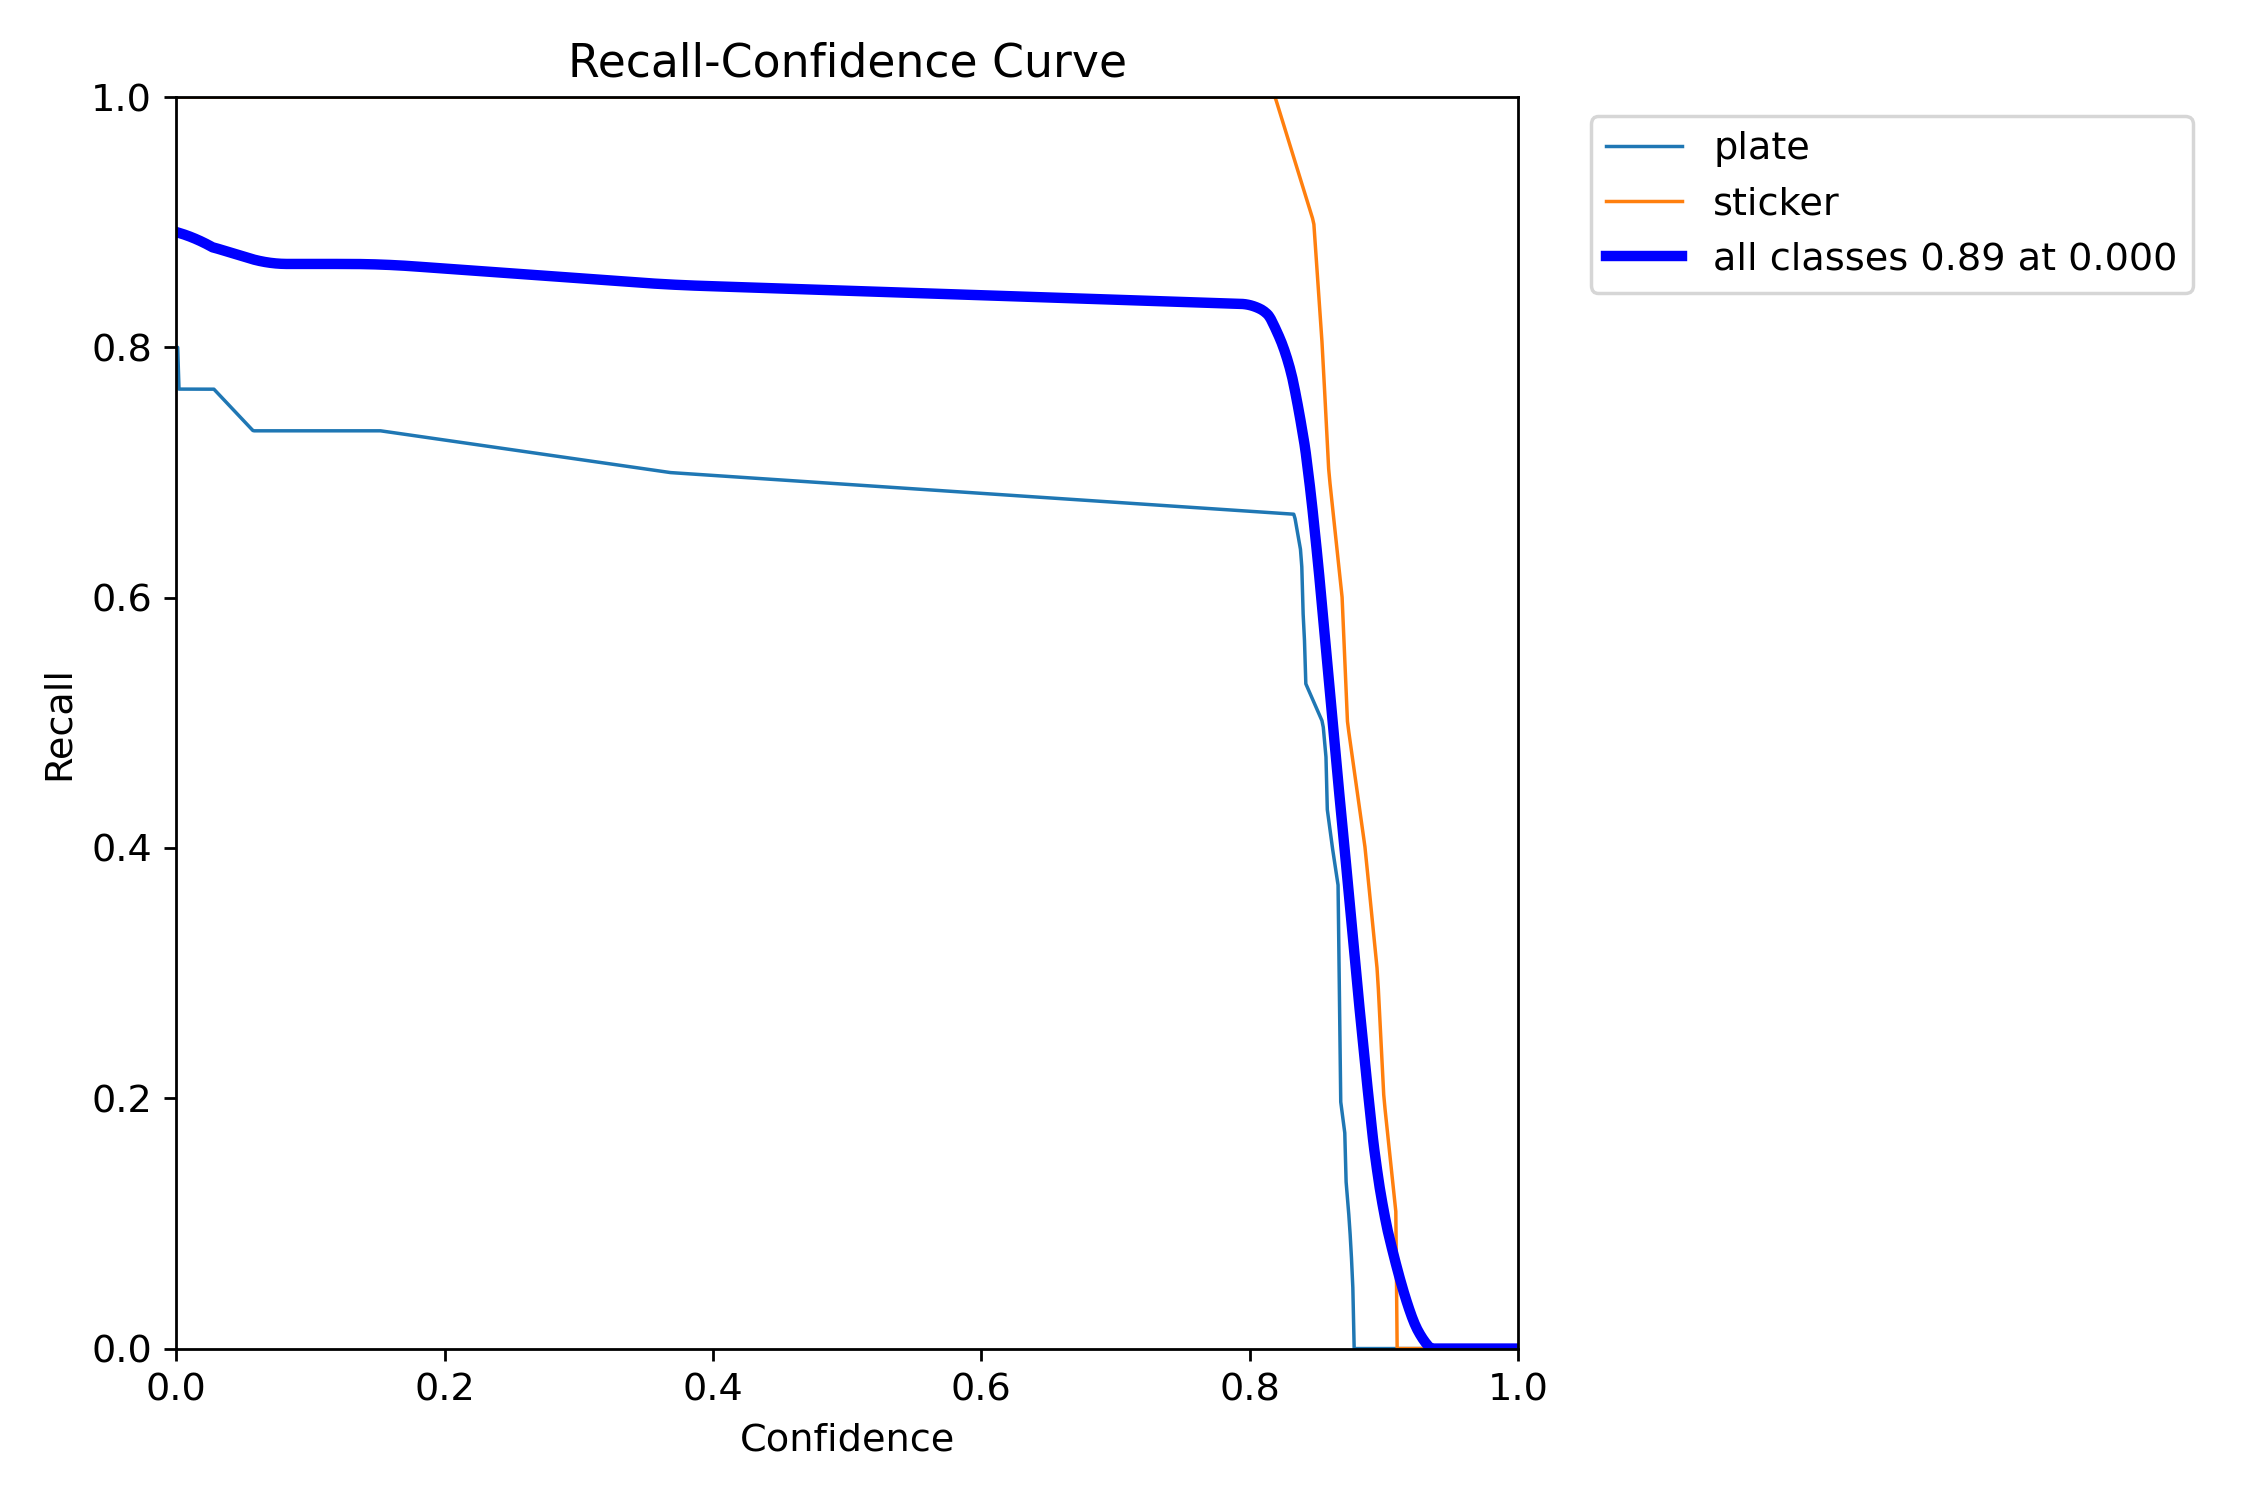 Recall-Confidence Curve
1.0
0.8
0.6
0.4
0.2
0.0
Recall
0.0 0.2 0.4 0.6 0.8 1.0
Confidence
plate
sticker
all classes 0.89 at 0.000